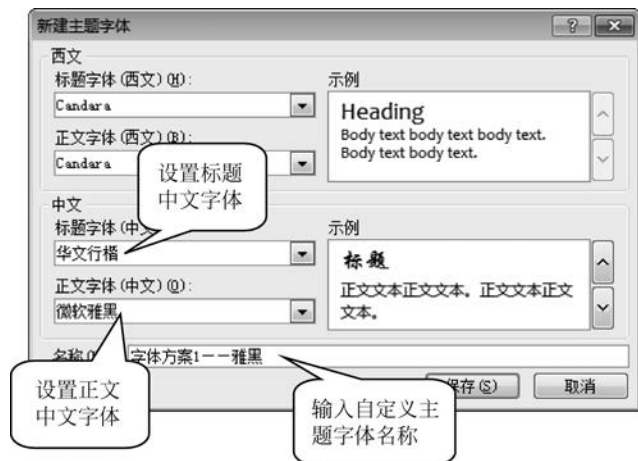 新建主题字体
西文
标题字体(西文)(H):
Candara
正文字体(西文)(B):
Candara
示例
Heading
Body text body text body text.
Body text body text.
设置标题
中文字体
中文
标题字体(中文
华文行楷
正文字体(中文)(O):
微软雅黑
示例
标题
正文文本正文文本。正文文本正文
文本。
名称(
字体方案1——雅黑
保存(S)
取消
设置正文
中文字体
输入自定义主
题字体名称